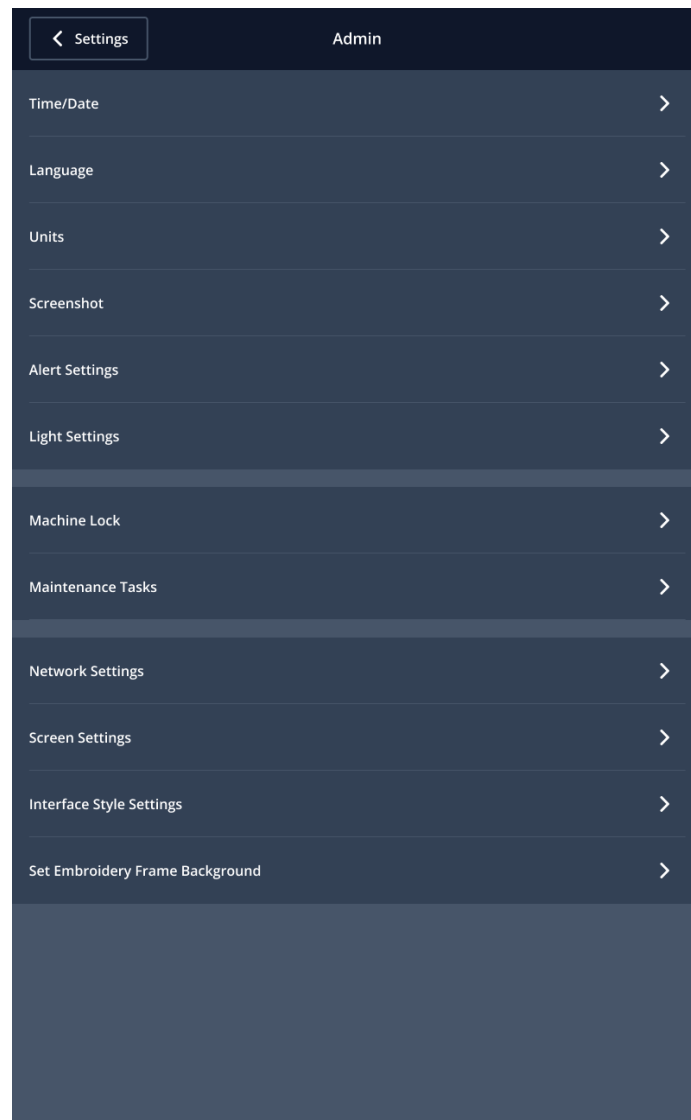 Settings
Admin
Time/Date
Language
Units
Screenshot
Alert Settings
Light Settings
Machine Lock
Maintenance Tasks
Network Settings
Screen Settings
Interface Style Settings
Set Embroidery Frame Background